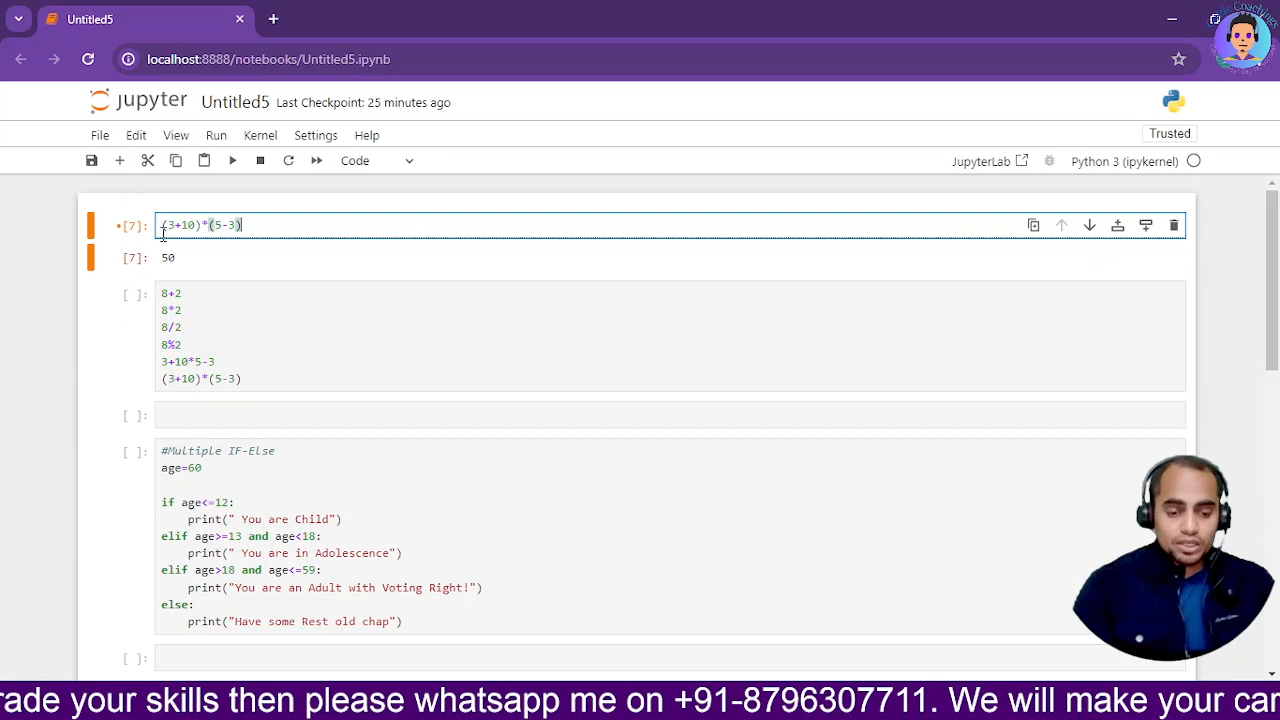 Untitled5
Code Coachings
localhost:8888/notebooks/Untitled5.ipynb
jupyter Untitled5 Last Checkpoint: 25 minutes ago
File Edit View Run Kernel Settings Help
Trusted
Code
JupyterLab
Python 3 (ipykernel)
•[7]: (3+10)*(5-3)
[7]: 50
[ ]: 8+2
8*2
8/2
8%2
3+10*5-3
(3+10)*(5-3)
[ ]:
[ ]: #Multiple IF-Else
age=60
if age<=12:
print(" You are Child")
elif age>=13 and age<18:
print(" You are in Adolescence")
elif age>18 and age<=59:
print("You are an Adult with Voting Right!")
else:
print("Have some Rest old chap")
[ ]:
rade your skills then please whatsapp me on +91-8796307711. We will make your car